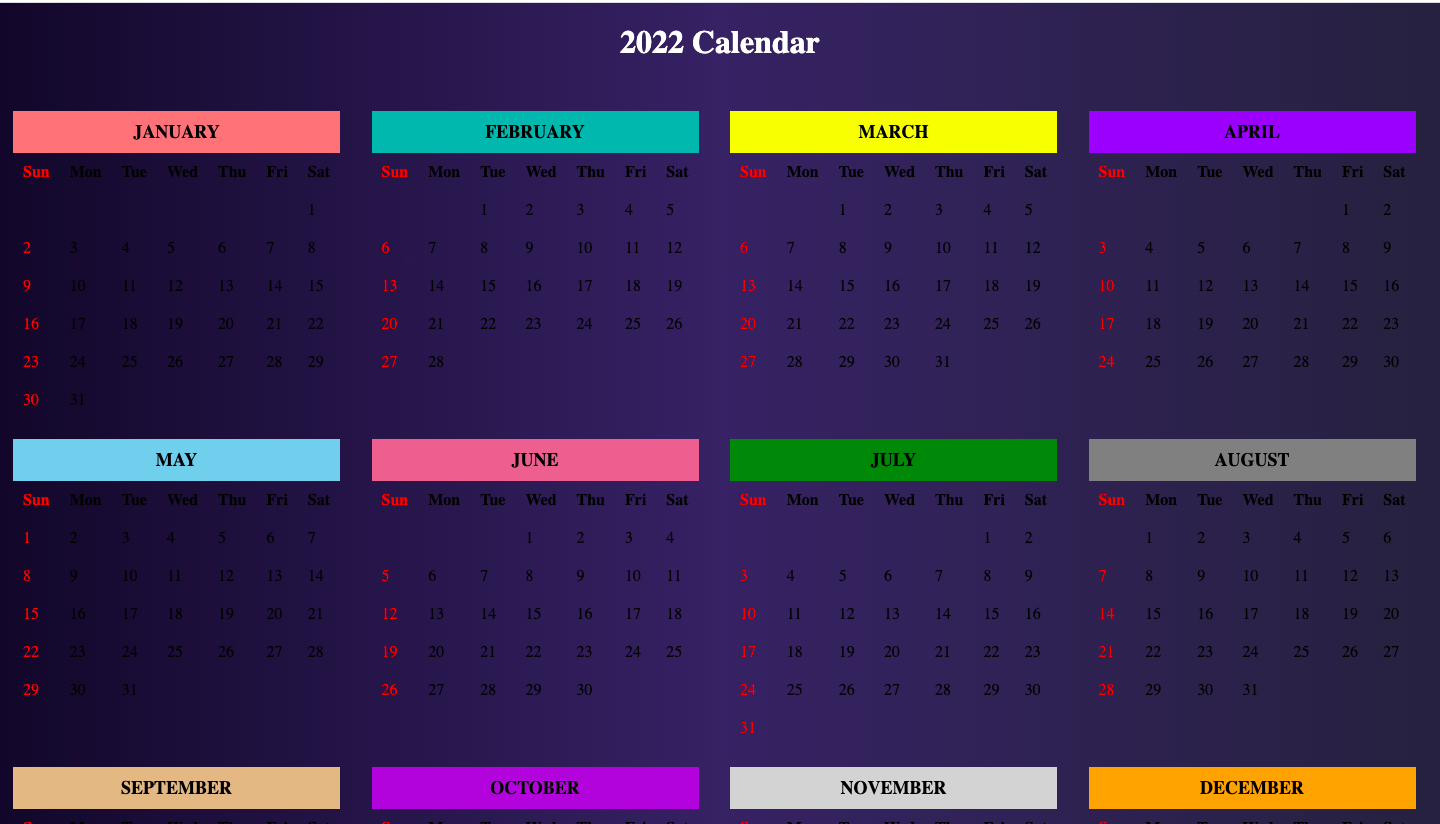 2022 Calendar
JANUARY FEBRUARY MARCH APRIL
Sun Mon Tue Wed Thu Fri Sat Sun Mon Tue Wed Thu Fri Sat Sun Mon Tue Wed Thu Fri Sat Sun Mon Tue Wed Thu Fri Sat
1 1 2 3 4 5 1 2 3 4 5 1 2
2 3 4 5 6 7 8 6 7 8 9 10 11 12 6 7 8 9 10 11 12 3 4 5 6 7 8 9
9 10 11 12 13 14 15 13 14 15 16 17 18 19 13 14 15 16 17 18 19 10 11 12 13 14 15 16
16 17 18 19 20 21 22 20 21 22 23 24 25 26 20 21 22 23 24 25 26 17 18 19 20 21 22 23
23 24 25 26 27 28 29 27 28 27 28 29 30 31 24 25 26 27 28 29 30
30 31
MAY JUNE JULY AUGUST
Sun Mon Tue Wed Thu Fri Sat Sun Mon Tue Wed Thu Fri Sat Sun Mon Tue Wed Thu Fri Sat Sun Mon Tue Wed Thu Fri Sat
1 2 3 4 5 6 7 1 2 3 4 1 2 1 2 3 4 5 6
8 9 10 11 12 13 14 5 6 7 8 9 10 11 3 4 5 6 7 8 9 7 8 9 10 11 12 13
15 16 17 18 19 20 21 12 13 14 15 16 17 18 10 11 12 13 14 15 16 14 15 16 17 18 19 20
22 23 24 25 26 27 28 19 20 21 22 23 24 25 17 18 19 20 21 22 23 21 22 23 24 25 26 27
29 30 31 26 27 28 29 30 24 25 26 27 28 29 30 28 29 30 31
31
SEPTEMBER OCTOBER NOVEMBER DECEMBER